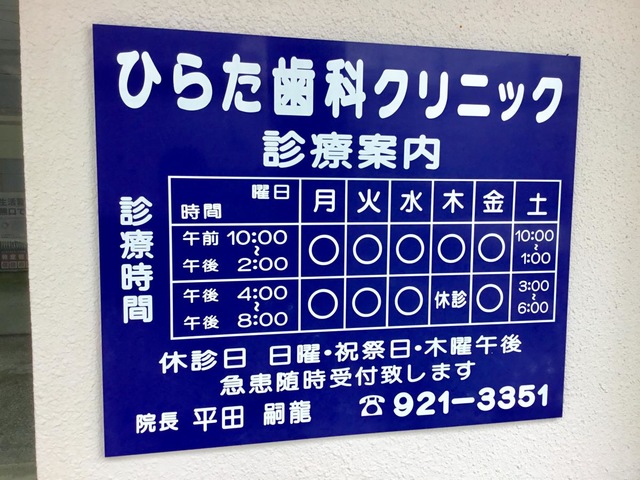 ひらた歯科クリニック
診療案内
診療時間
曜日 時間 月 火 水 木 金 土
午前 10:00 〜 午後 2:00 ○ ○ ○ ○ ○ 10:00 〜 1:00
午後 4:00 〜 午後 8:00 ○ ○ ○ 休診 ○ 3:00 〜 6:00
休診日 日曜・祝祭日・木曜午後
急患随時受付致します
院長 平田 嗣龍 ☎921-3351